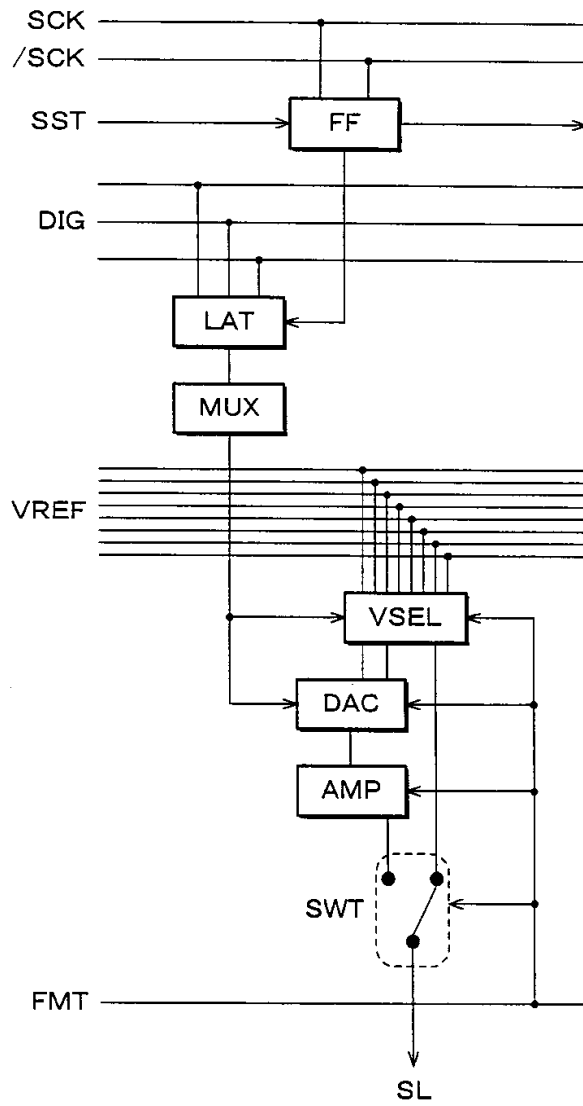 SCK
/SCK
SST
FF
DIG
LAT
MUX
VREF
VSEL
DAC
AMP
SWT
FMT
SL